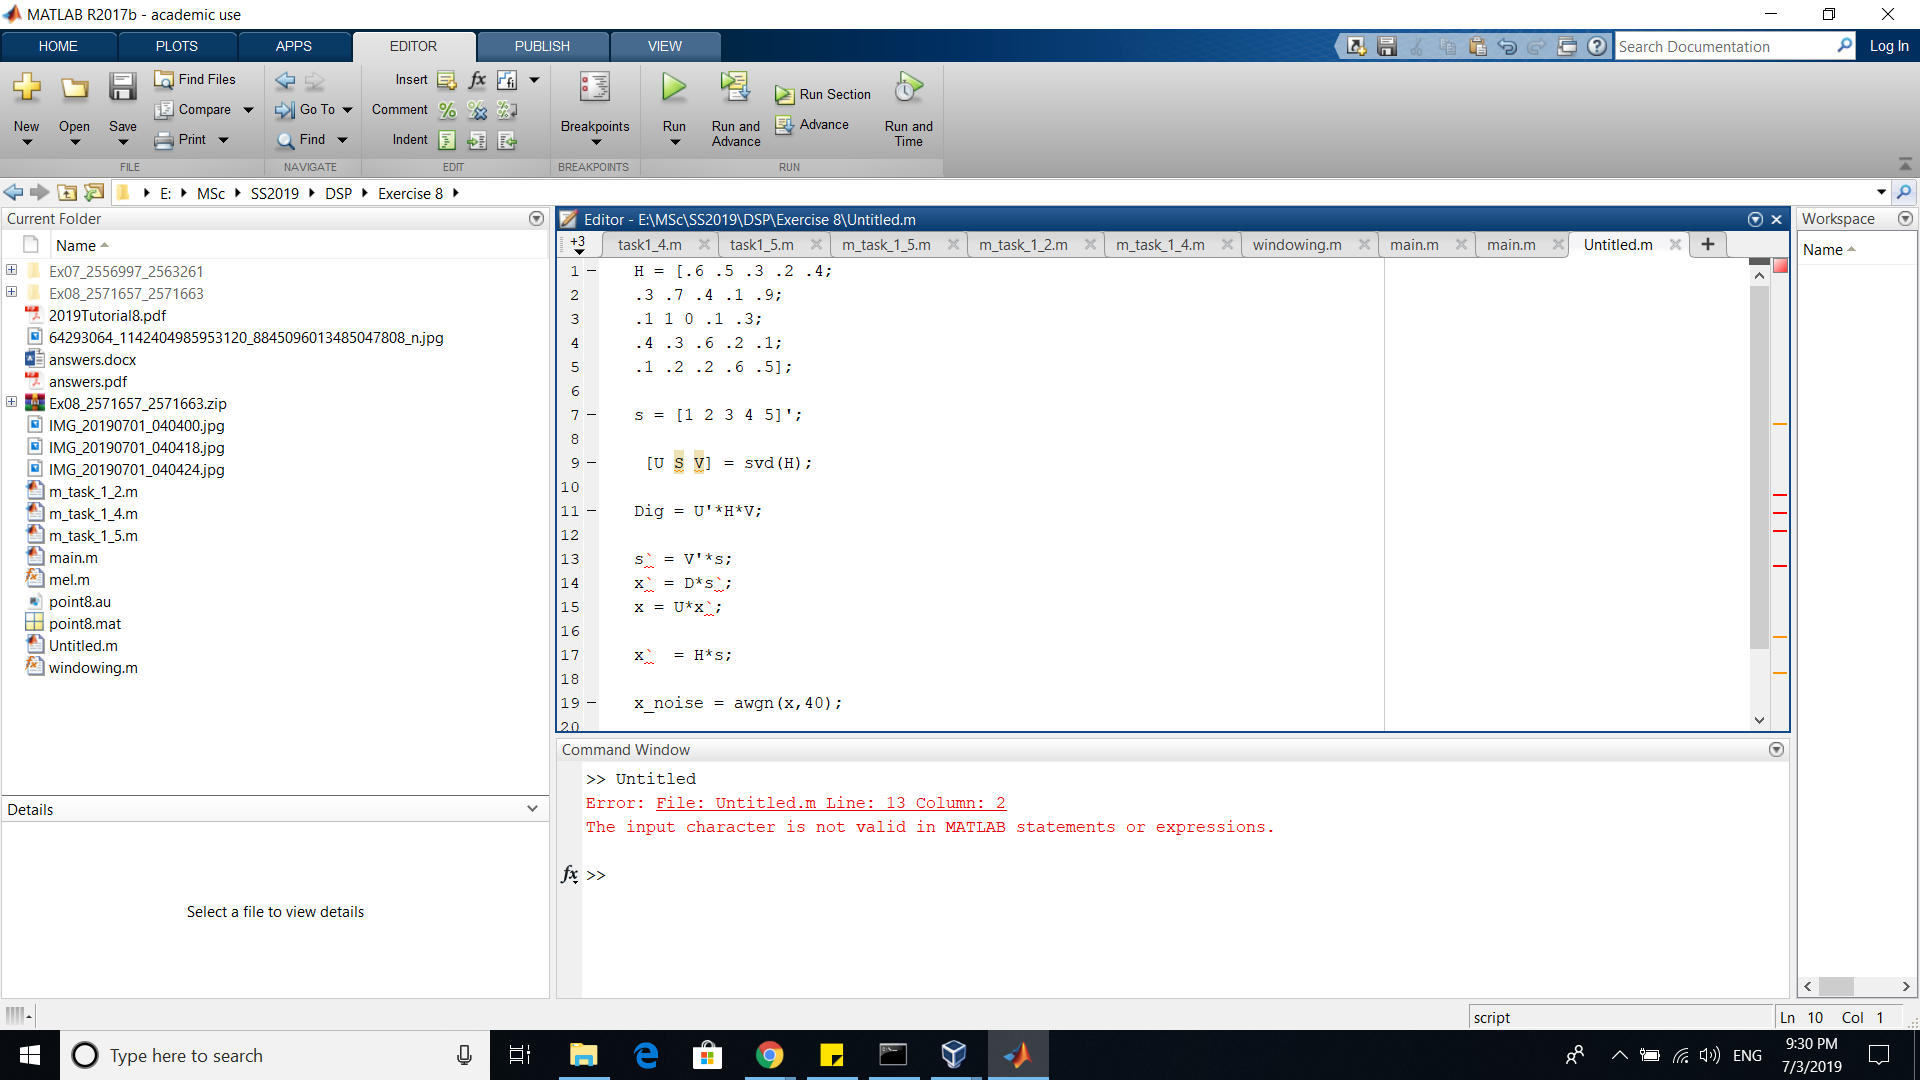 MATLAB R2017b - academic use
HOME PLOTS APPS EDITOR PUBLISH VIEW
Search Documentation Log In
New Open Save
Find Files
Compare
Print
FILE
Go To
Find
NAVIGATE
Insert fx
Comment
Indent
EDIT
Breakpoints
BREAKPOINTS
Run
Run and Advance
Run Section
Advance
Run and Time
RUN
E: MSc SS2019 DSP Exercise 8
Current Folder
Name
Ex07_2556997_2563261
Ex08_2571657_2571663
2019Tutorial8.pdf
64293064_1142404985953120_8845096013485047808_n.jpg
answers.docx
answers.pdf
Ex08_2571657_2571663.zip
IMG_20190701_040400.jpg
IMG_20190701_040418.jpg
IMG_20190701_040424.jpg
m_task_1_2.m
m_task_1_4.m
m_task_1_5.m
main.m
mel.m
point8.au
point8.mat
Untitled.m
windowing.m
Details
Select a file to view details
Editor - E:\MSc\SS2019\DSP\Exercise 8\Untitled.m
+3 task1_4.m task1_5.m m_task_1_5.m m_task_1_2.m m_task_1_4.m windowing.m main.m main.m Untitled.m +
1 – H = [.6 .5 .3 .2 .4;
2 .3 .7 .4 .1 .9;
3 .1 1 0 .1 .3;
4 .4 .3 .6 .2 .1;
5 .1 .2 .2 .6 .5];
6
7 – s = [1 2 3 4 5]';
8
9 – [U S V] = svd(H);
10
11 – Dig = U'*H*V;
12
13 s` = V'*s;
14 x` = D*s`;
15 x = U*x`;
16
17 x`  = H*s;
18
19 – x_noise = awgn(x,40);
20
Command Window
>> Untitled
Error: File: Untitled.m Line: 13 Column: 2
The input character is not valid in MATLAB statements or expressions.
fx >>
Workspace
Name
script Ln 10 Col 1
Type here to search
ENG
9:30 PM
7/3/2019